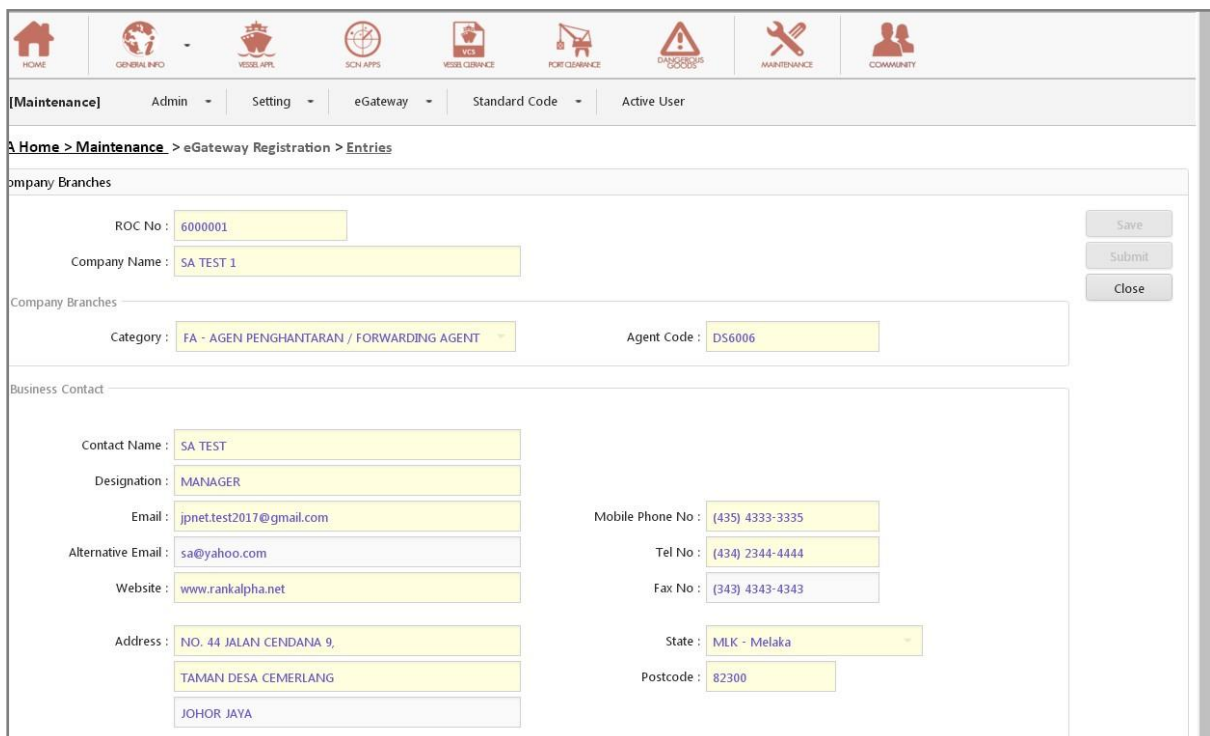 HOME GENERAL INFO VESSEL APPL SCN APPS VCS VESSEL CLERANCE PORT CLEARANCE DANGEROUS GOODS MAINTENANCE COMMUNITY
[Maintenance] Admin Setting eGateway Standard Code Active User
A Home > Maintenance > eGateway Registration > Entries
ompany Branches
ROC No : 6000001 Save
Company Name : SA TEST 1 Submit
Close
Company Branches
Category : FA - AGEN PENGHANTARAN / FORWARDING AGENT Agent Code : DS6006
Business Contact
Contact Name : SA TEST
Designation : MANAGER
Email : jpnet.test2017@gmail.com Mobile Phone No : (435) 4333-3335
Alternative Email : sa@yahoo.com Tel No : (434) 2344-4444
Website : www.rankalpha.net Fax No : (343) 4343-4343
Address : NO. 44 JALAN CENDANA 9, State : MLK - Melaka
TAMAN DESA CEMERLANG Postcode : 82300
JOHOR JAYA